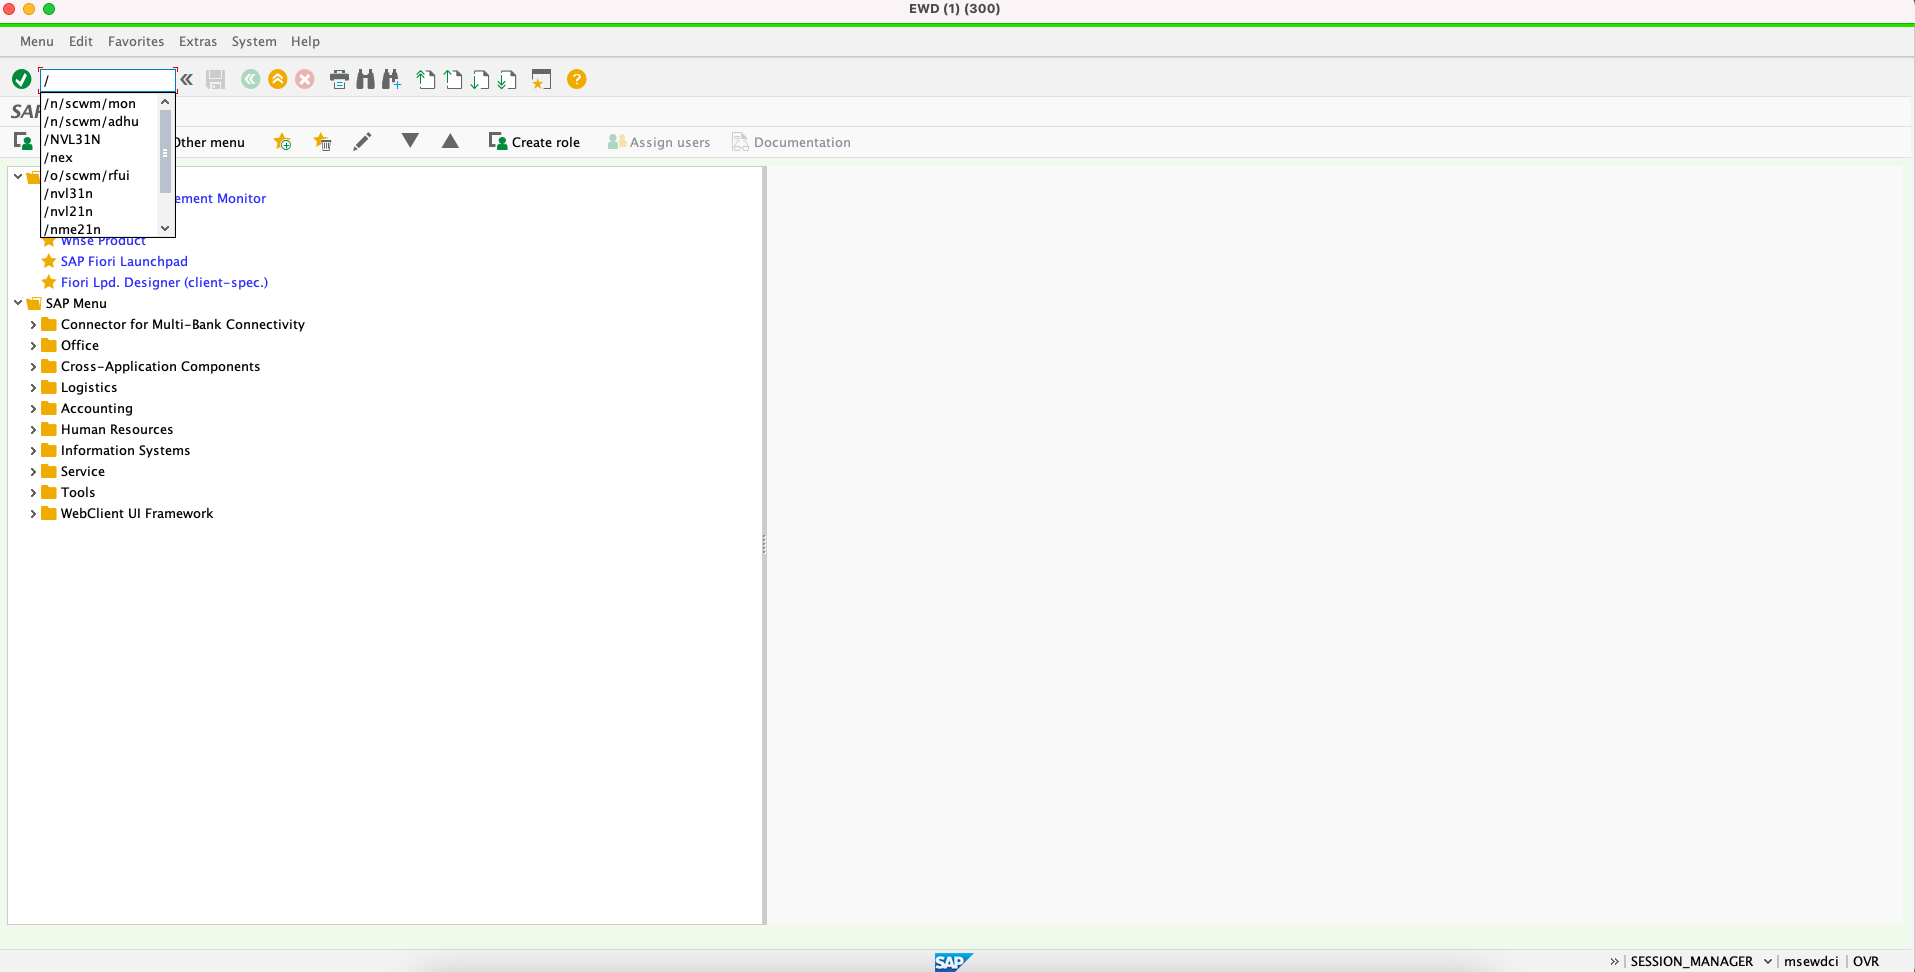 EWD (1) (300)
Menu Edit Favorites Extras System Help
/
/n/scwm/mon
/n/scwm/adhu
/NVL31N
/nex
/o/scwm/rfui
/nvl31n
/nvl21n
/nme21n
SAP
Other menu Create role Assign users Documentation
ement Monitor
Whse Product
SAP Fiori Launchpad
Fiori Lpd. Designer (client-spec.)
SAP Menu
Connector for Multi-Bank Connectivity
Office
Cross-Application Components
Logistics
Accounting
Human Resources
Information Systems
Service
Tools
WebClient UI Framework
SAP
SESSION_MANAGER msewdci OVR